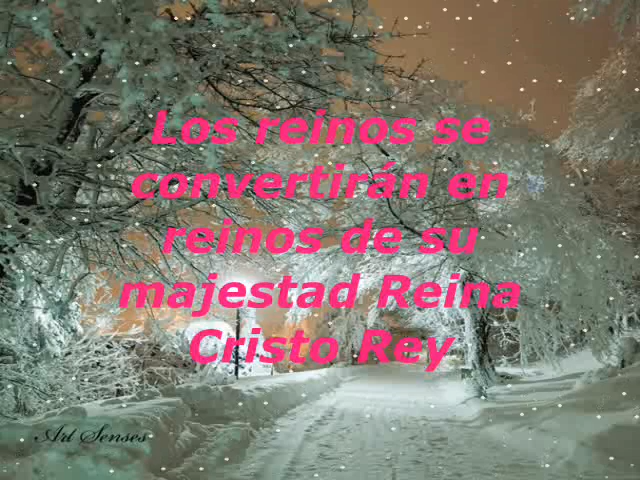 Los reinos se
convertirán en
reinos de su
majestad Reina
Cristo Rey
Art Senses